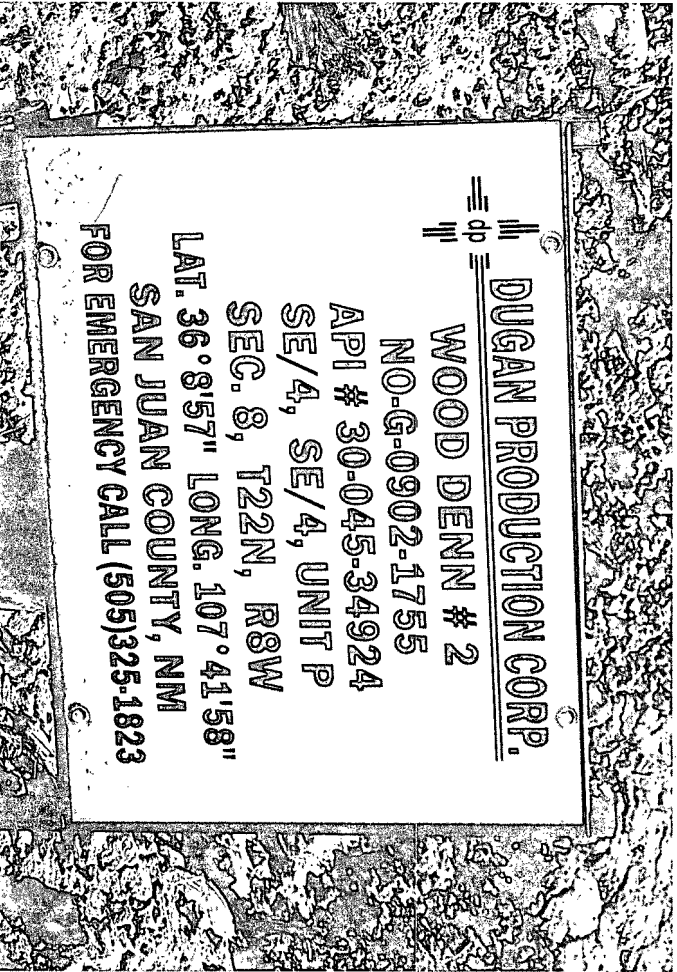 DUGAN PRODUCTION CORP.
dp
WOOD DENN # 2
NO-G-0902-1755
API # 30-045-34924
SE/4, SE/4, UNIT P
SEC. 8, T22N, R8W
LAT. 36°8'57" LONG. 107°41'58"
SAN JUAN COUNTY, NM
FOR EMERGENCY CALL (505)325-1823